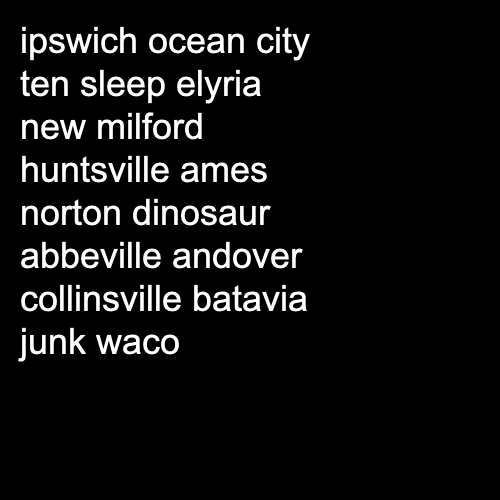 ipswich ocean city
ten sleep elyria
new milford
huntsville ames
norton dinosaur
abbeville andover
collinsville batavia
junk waco